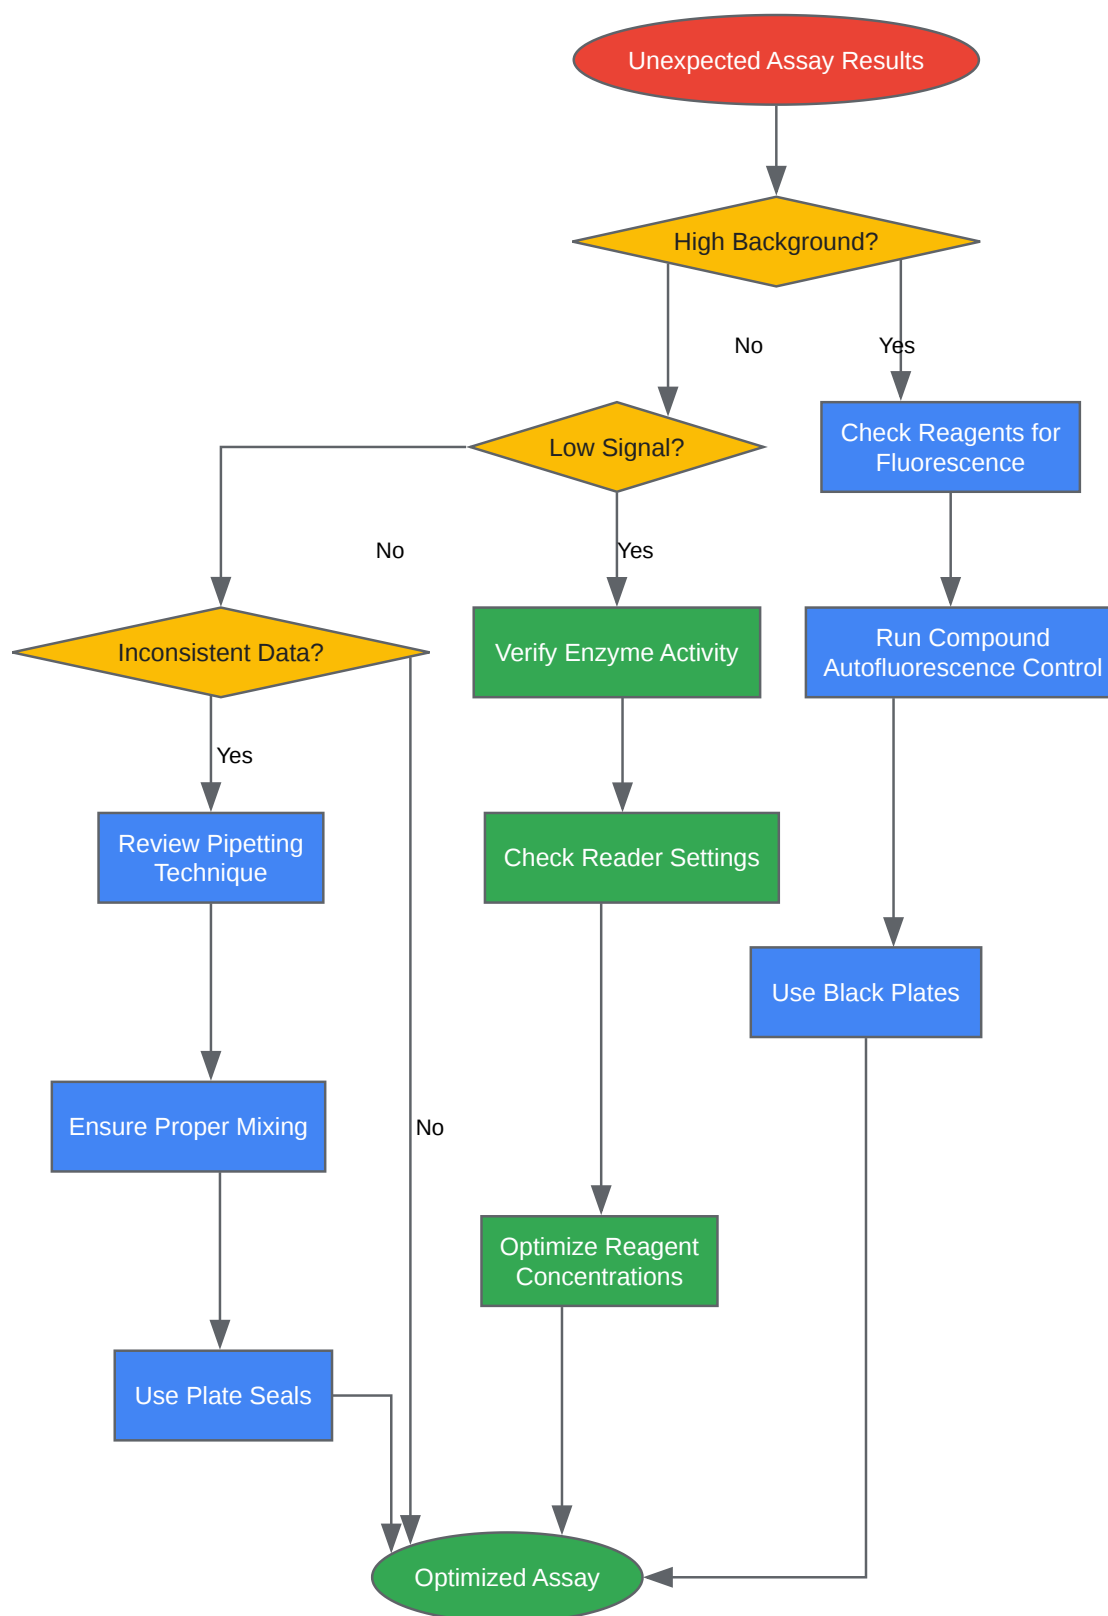 Unexpected Assay Results
High Background?
No
Yes
Low Signal?
Check Reagents for
Fluorescence
No
Yes
Inconsistent Data?
Verify Enzyme Activity
Run Compound
Autofluorescence Control
Yes
Review Pipetting
Technique
Check Reader Settings
Use Black Plates
Ensure Proper Mixing
No
Optimize Reagent
Concentrations
Use Plate Seals
Optimized Assay